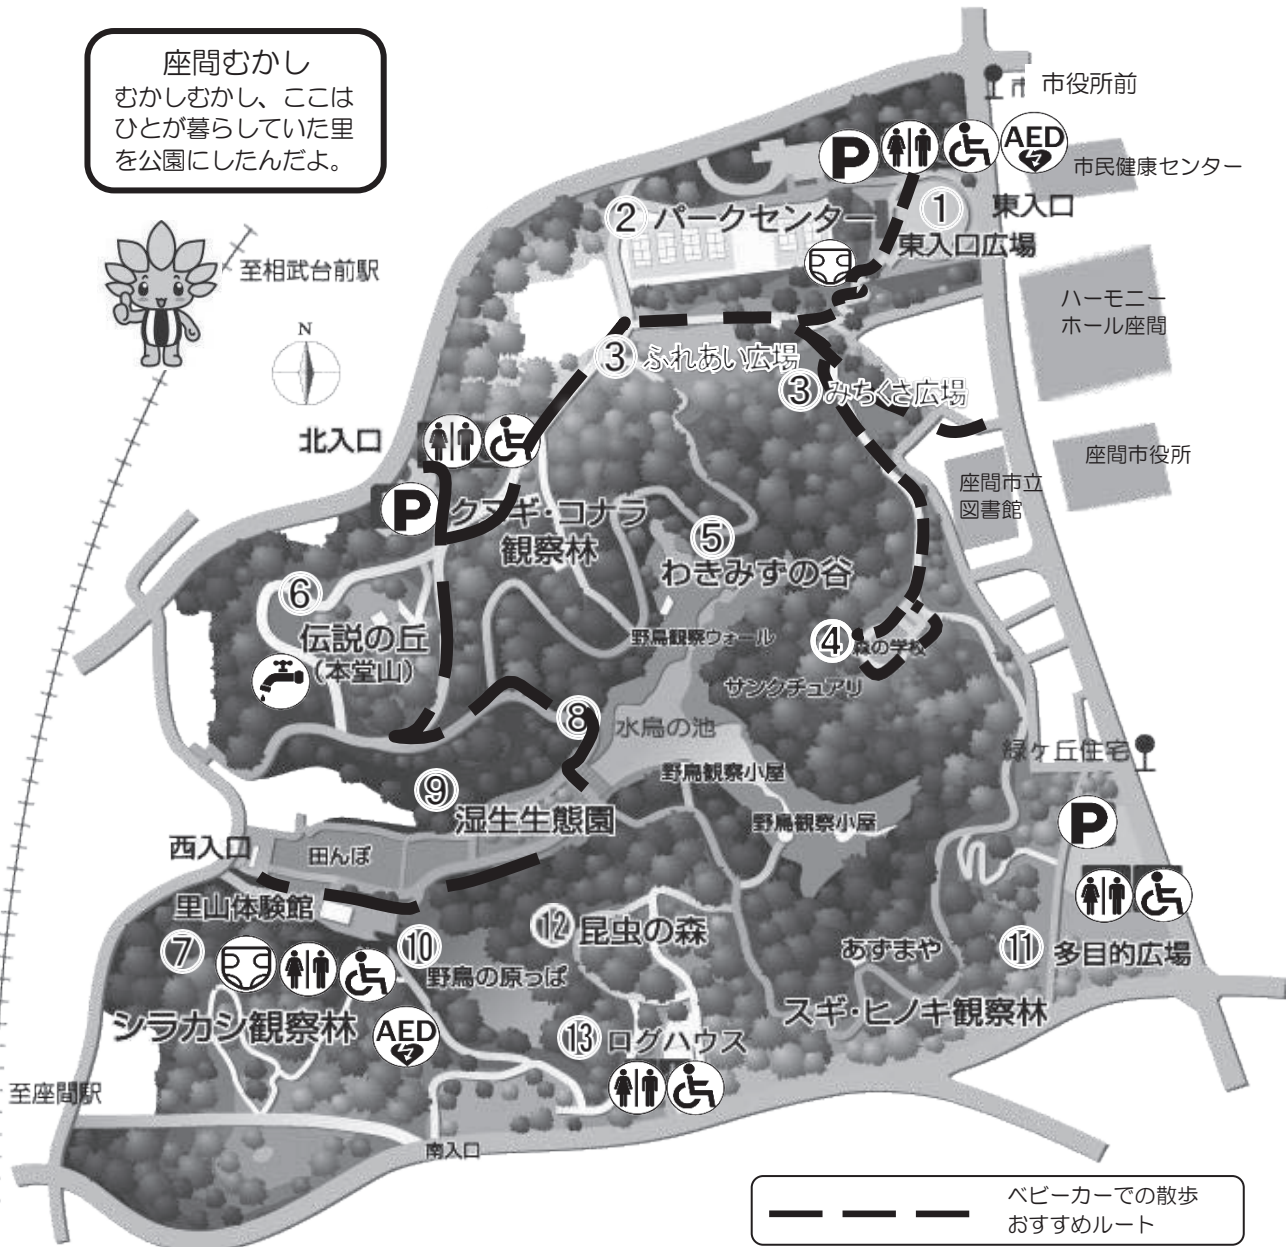 座間むかし
むかしむかし、ここは
ひとが暮らしていた里
を公園にしたんだよ。
市役所前
P
AED
市民健康センター
① 東入口
東入口広場
② パークセンター
至相武台前駅
ハーモニー
ホール座間
N
③ ふれあい広場
③ みちくさ広場
北入口
座間市役所
座間市立
図書館
P
クヌギ・コナラ
観察林
⑤
わきみずの谷
⑥
伝説の丘
(本堂山)
野鳥観察ウォール
④ 森の学校
サンクチュアリ
⑧
水鳥の池
緑ヶ丘住宅
野鳥観察小屋
⑨
湿生生態園
野鳥観察小屋
P
西入口
田んぼ
里山体験館
⑦
⑩
野鳥の原っぱ
⑫ 昆虫の森
あずまや
⑪ 多目的広場
シラカシ観察林
AED
スギ・ヒノキ観察林
⑬ ログハウス
至座間駅
南入口
ベビーカーでの散歩
おすすめルート